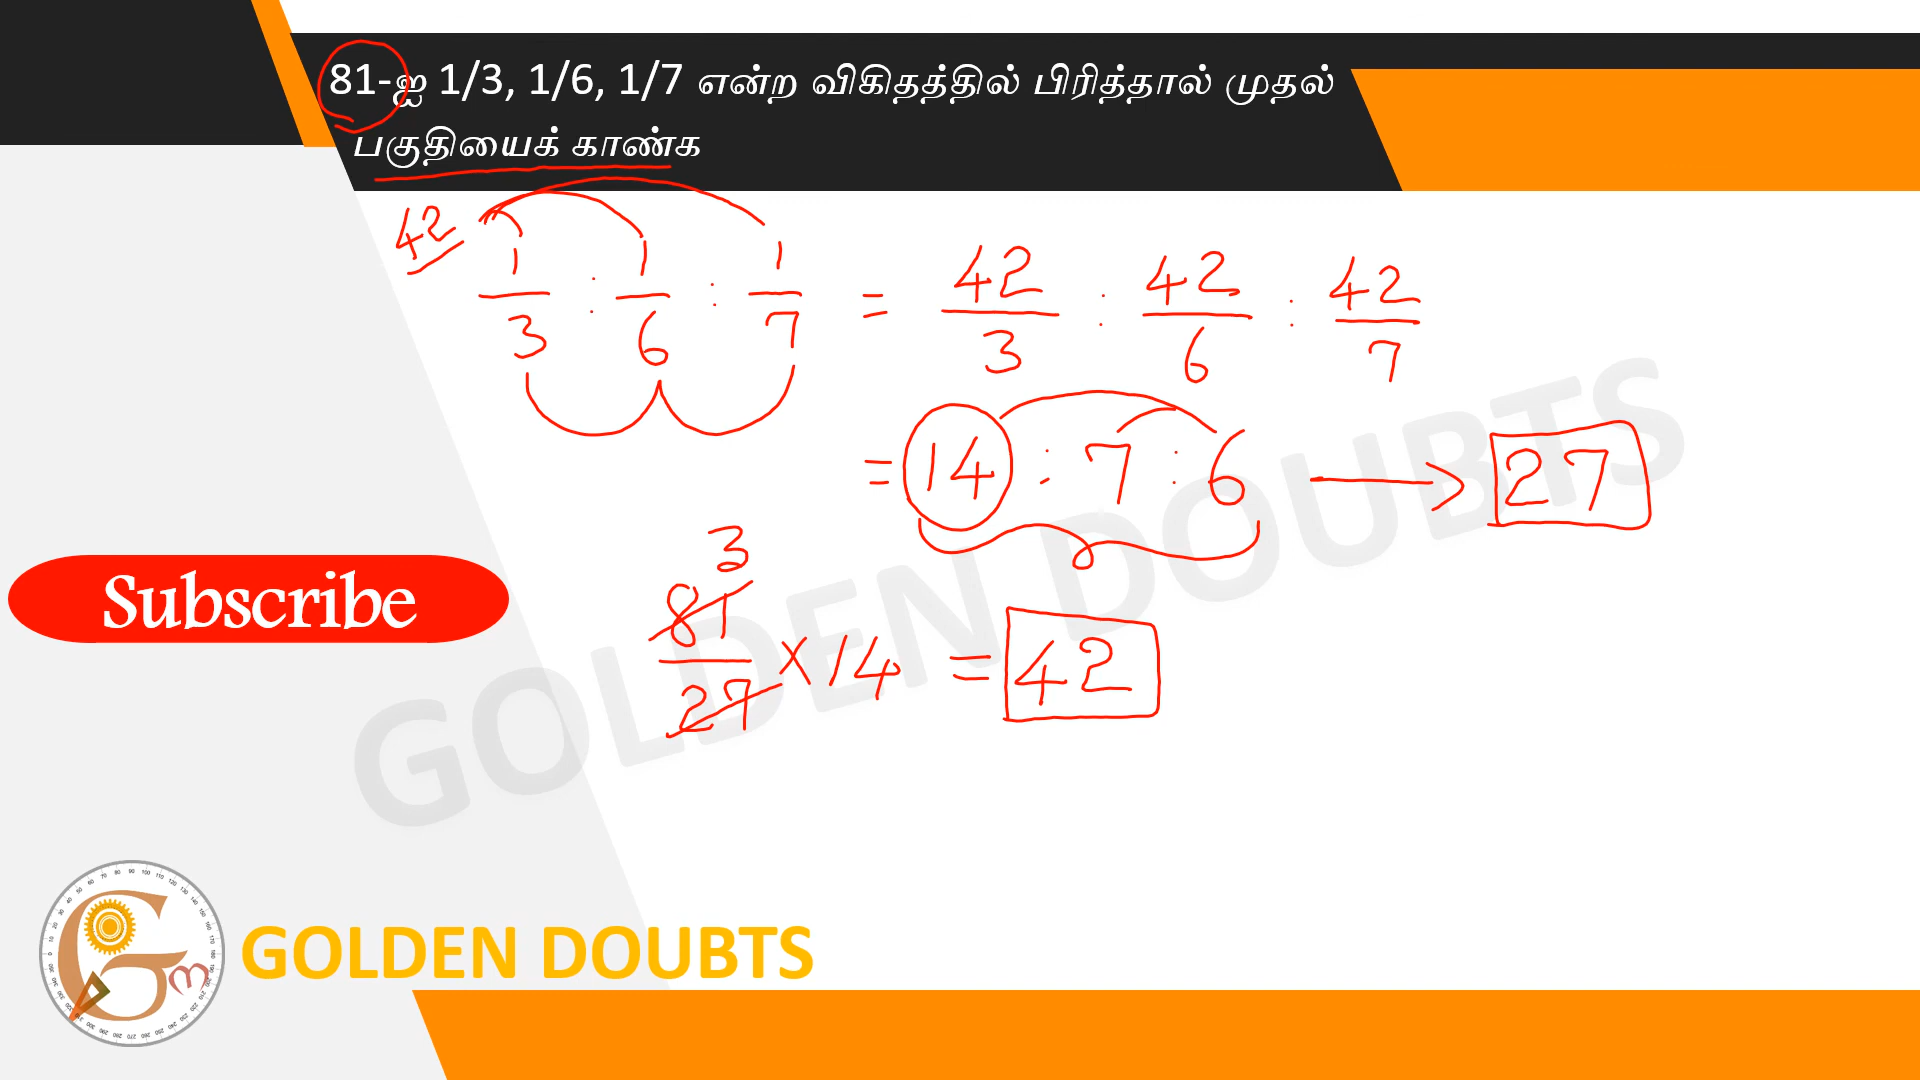 81-ஐ 1/3, 1/6, 1/7 என்ற விகிதத்தில் பிரித்தால் முதல்
பகுதியைக் காண்க
42
1/3 : 1/6 : 1/7 = 42/3 : 42/6 : 42/7
= 14 : 7 : 6 → 27
3
81/27 × 14 = 42
Subscribe
GOLDEN DOUBTS
GOLDEN DOUBTS